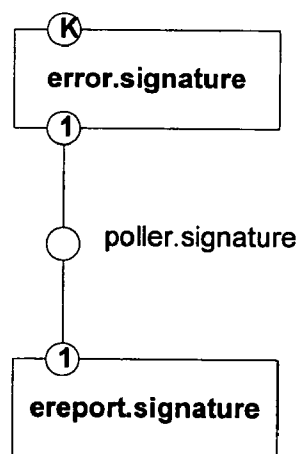 K
error.signature
1
poller.signature
1
ereport.signature